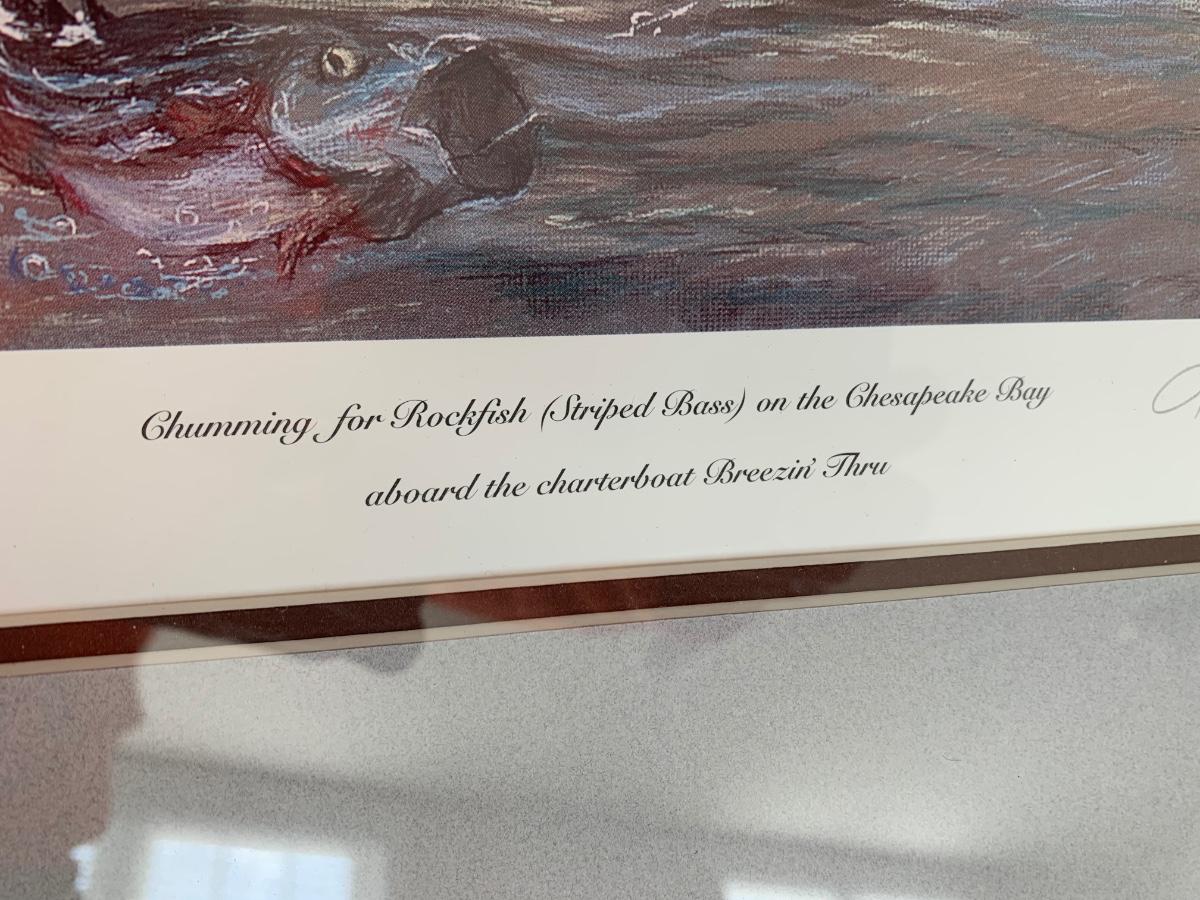 Chumming for Rockfish (Striped Bass) on the Chesapeake Bay
aboard the charterboat Breezin' Thru